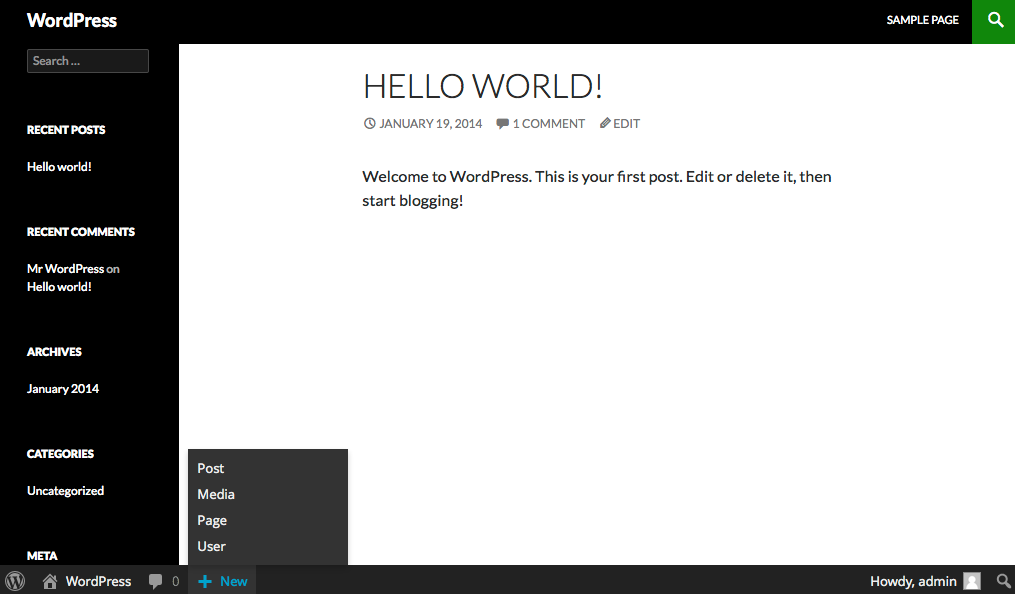 WordPress
SAMPLE PAGE
Search ...
RECENT POSTS
Hello world!
RECENT COMMENTS
Mr WordPress on
Hello world!
ARCHIVES
January 2014
CATEGORIES
Uncategorized
META
HELLO WORLD!
JANUARY 19, 2014 1 COMMENT EDIT
Welcome to WordPress. This is your first post. Edit or delete it, then
start blogging!
Post
Media
Page
User
WordPress 0 + New Howdy, admin